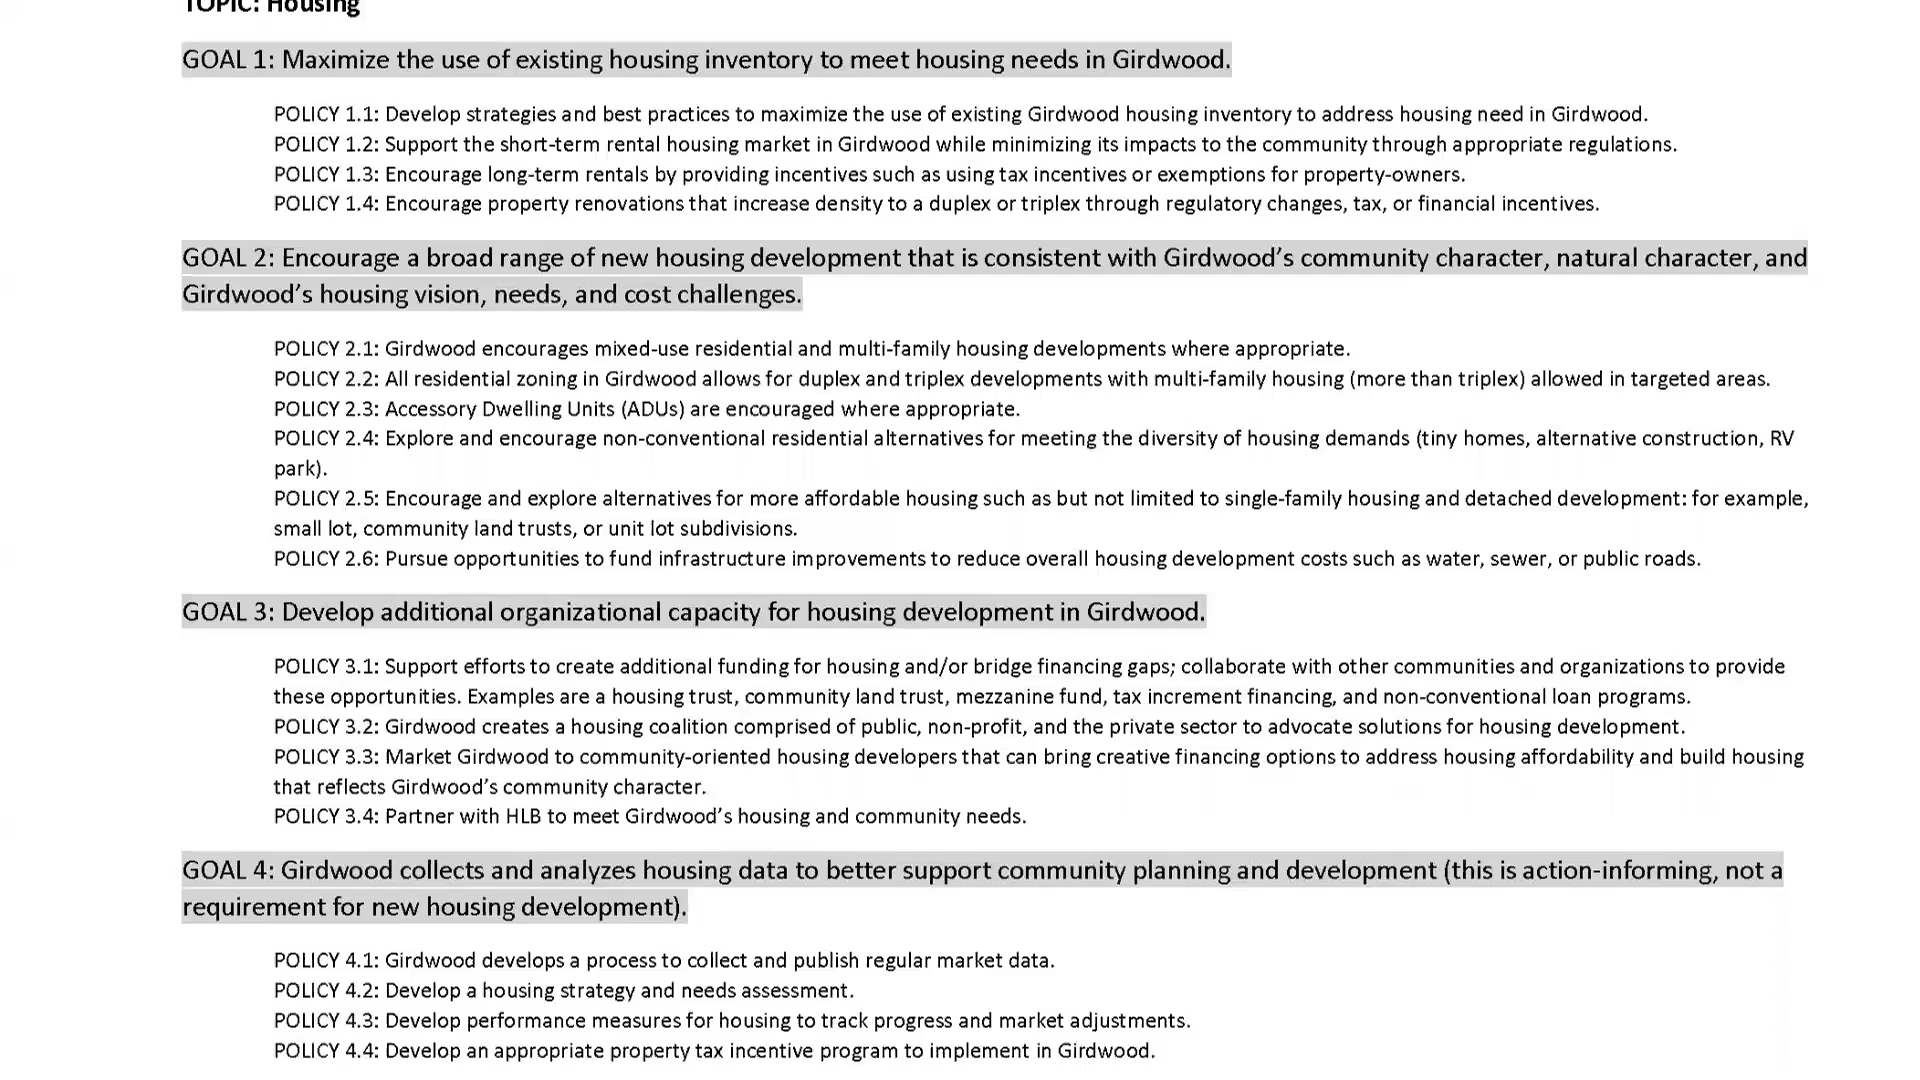 TOPIC: Housing
GOAL 1: Maximize the use of existing housing inventory to meet housing needs in Girdwood.
POLICY 1.1: Develop strategies and best practices to maximize the use of existing Girdwood housing inventory to address housing need in Girdwood.
POLICY 1.2: Support the short-term rental housing market in Girdwood while minimizing its impacts to the community through appropriate regulations.
POLICY 1.3: Encourage long-term rentals by providing incentives such as using tax incentives or exemptions for property-owners.
POLICY 1.4: Encourage property renovations that increase density to a duplex or triplex through regulatory changes, tax, or financial incentives.
GOAL 2: Encourage a broad range of new housing development that is consistent with Girdwood’s community character, natural character, and
Girdwood’s housing vision, needs, and cost challenges.
POLICY 2.1: Girdwood encourages mixed-use residential and multi-family housing developments where appropriate.
POLICY 2.2: All residential zoning in Girdwood allows for duplex and triplex developments with multi-family housing (more than triplex) allowed in targeted areas.
POLICY 2.3: Accessory Dwelling Units (ADUs) are encouraged where appropriate.
POLICY 2.4: Explore and encourage non-conventional residential alternatives for meeting the diversity of housing demands (tiny homes, alternative construction, RV
park).
POLICY 2.5: Encourage and explore alternatives for more affordable housing such as but not limited to single-family housing and detached development: for example,
small lot, community land trusts, or unit lot subdivisions.
POLICY 2.6: Pursue opportunities to fund infrastructure improvements to reduce overall housing development costs such as water, sewer, or public roads.
GOAL 3: Develop additional organizational capacity for housing development in Girdwood.
POLICY 3.1: Support efforts to create additional funding for housing and/or bridge financing gaps; collaborate with other communities and organizations to provide
these opportunities. Examples are a housing trust, community land trust, mezzanine fund, tax increment financing, and non-conventional loan programs.
POLICY 3.2: Girdwood creates a housing coalition comprised of public, non-profit, and the private sector to advocate solutions for housing development.
POLICY 3.3: Market Girdwood to community-oriented housing developers that can bring creative financing options to address housing affordability and build housing
that reflects Girdwood’s community character.
POLICY 3.4: Partner with HLB to meet Girdwood’s housing and community needs.
GOAL 4: Girdwood collects and analyzes housing data to better support community planning and development (this is action-informing, not a
requirement for new housing development).
POLICY 4.1: Girdwood develops a process to collect and publish regular market data.
POLICY 4.2: Develop a housing strategy and needs assessment.
POLICY 4.3: Develop performance measures for housing to track progress and market adjustments.
POLICY 4.4: Develop an appropriate property tax incentive program to implement in Girdwood.